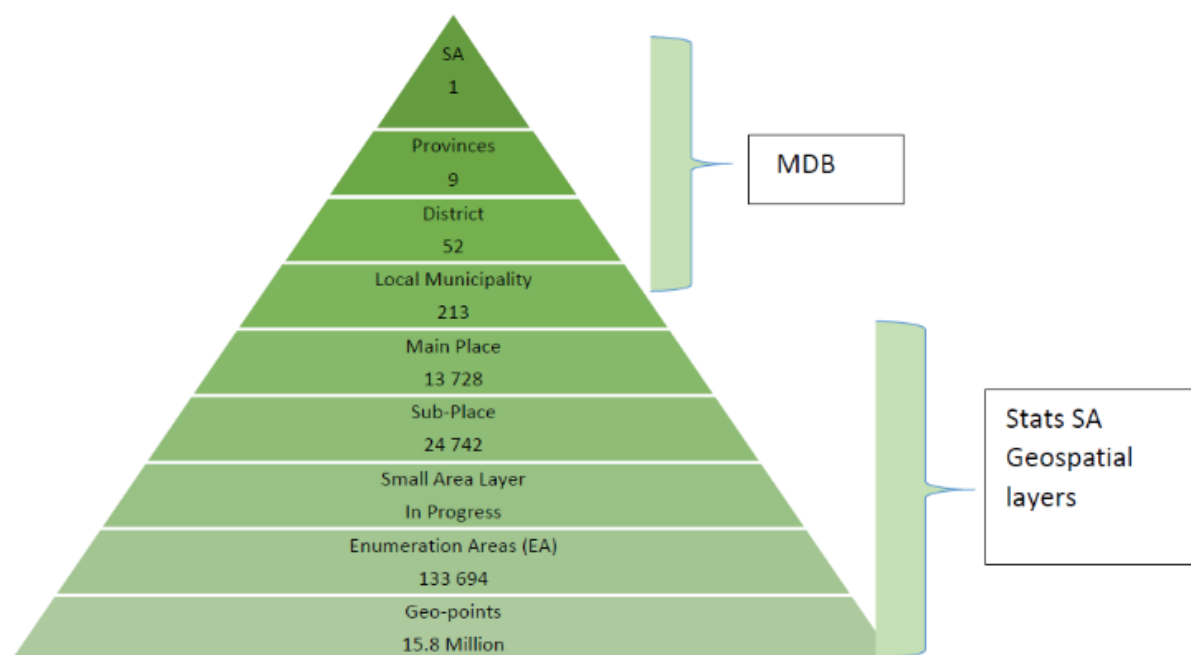 SA
1
Provinces
9
District
52
Local Municipality
213
Main Place
13 728
Sub-Place
24 742
Small Area Layer
In Progress
Enumeration Areas (EA)
133 694
Geo-points
15.8 Million
MDB
Stats SA
Geospatial
layers